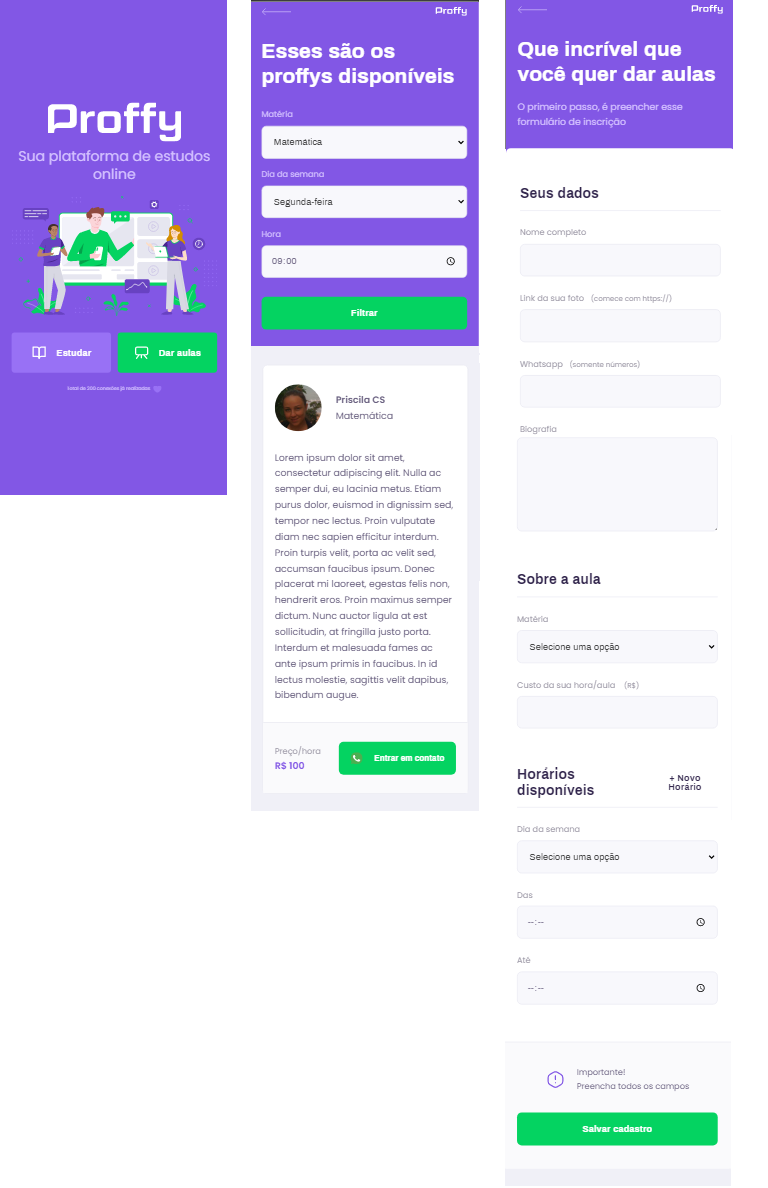 Proffy
Sua plataforma de estudos
online
Estudar
Dar aulas
total de 200 conexões já realizadas
Proffy
Esses são os
proffys disponíveis
Matéria
Matemática
Dia da semana
Segunda-feira
Hora
09:00
Filtrar
Priscila CS
Matemática
Lorem ipsum dolor sit amet,
consectetur adipiscing elit. Nulla ac
semper dui, eu lacinia metus. Etiam
purus dolor, euismod in dignissim sed,
tempor nec lectus. Proin vulputate
diam nec sapien efficitur interdum.
Proin turpis velit, porta ac velit sed,
accumsan faucibus ipsum. Donec
placerat mi laoreet, egestas felis non,
hendrerit eros. Proin maximus semper
dictum. Nunc auctor ligula at est
sollicitudin, at fringilla justo porta.
Interdum et malesuada fames ac
ante ipsum primis in faucibus. In id
lectus molestie, sagittis velit dapibus,
bibendum augue.
Preço/hora
R$ 100
Entrar em contato
Proffy
Que incrível que
você quer dar aulas
O primeiro passo, é preencher esse
formulário de inscrição
Seus dados
Nome completo
Link da sua foto (comece com https://)
Whatsapp (somente números)
Biografia
Sobre a aula
Matéria
Selecione uma opção
Custo da sua hora/aula (R$)
Horários
disponíveis
+ Novo
Horário
Dia da semana
Selecione uma opção
Das
--:--
Até
--:--
Importante!
Preencha todos os campos
Salvar cadastro